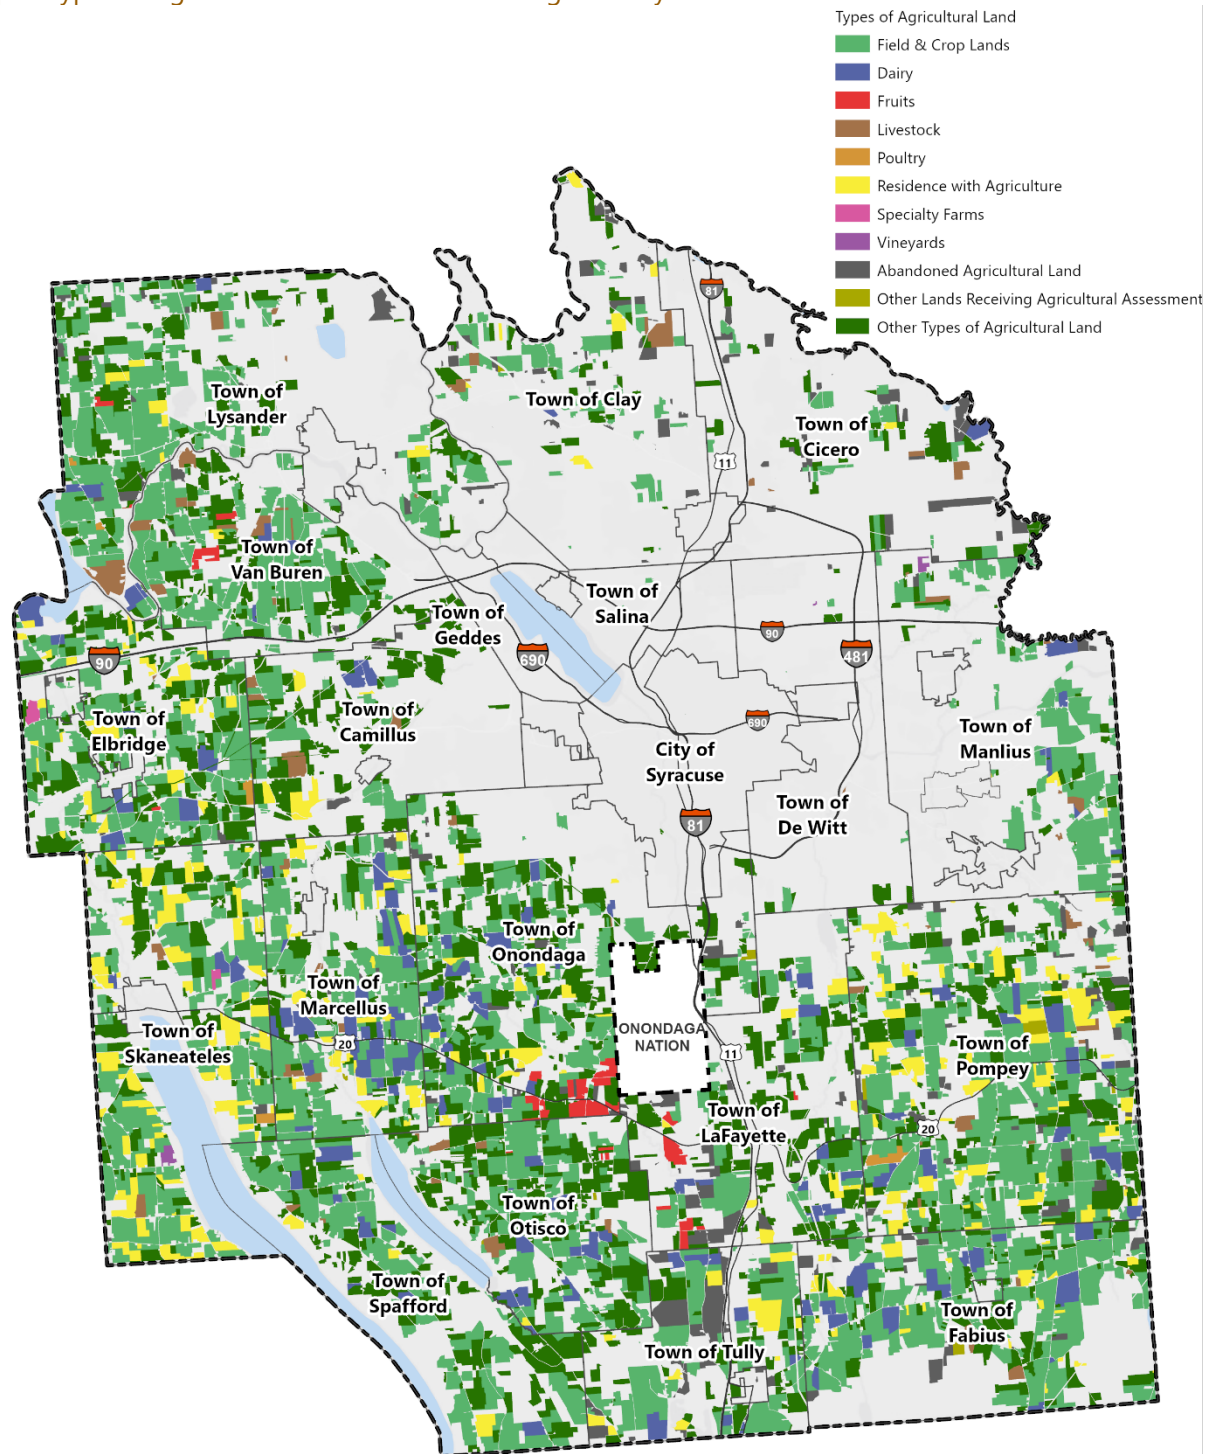 Types of Agricultural Land
Field & Crop Lands
Dairy
Fruits
Livestock
Poultry
Residence with Agriculture
Specialty Farms
Vineyards
Abandoned Agricultural Land
Other Lands Receiving Agricultural Assessment
Other Types of Agricultural Land
81
Town of
Lysander
Town of Clay
Town of
Cicero
11
Town of
Van Buren
Town of
Salina
Town of
Geddes
90
90
690
481
Town of
Elbridge
Town of
Camillus
690
City of
Syracuse
Town of
Manlius
Town of
De Witt
81
Town of
Onondaga
Town of
Marcellus
20
Town of
Skaneateles
ONONDAGA
NATION
11
Town of
Pompey
Town of
LaFayette
20
Town of
Otisco
Town of
Spafford
Town of
Fabius
Town of Tully